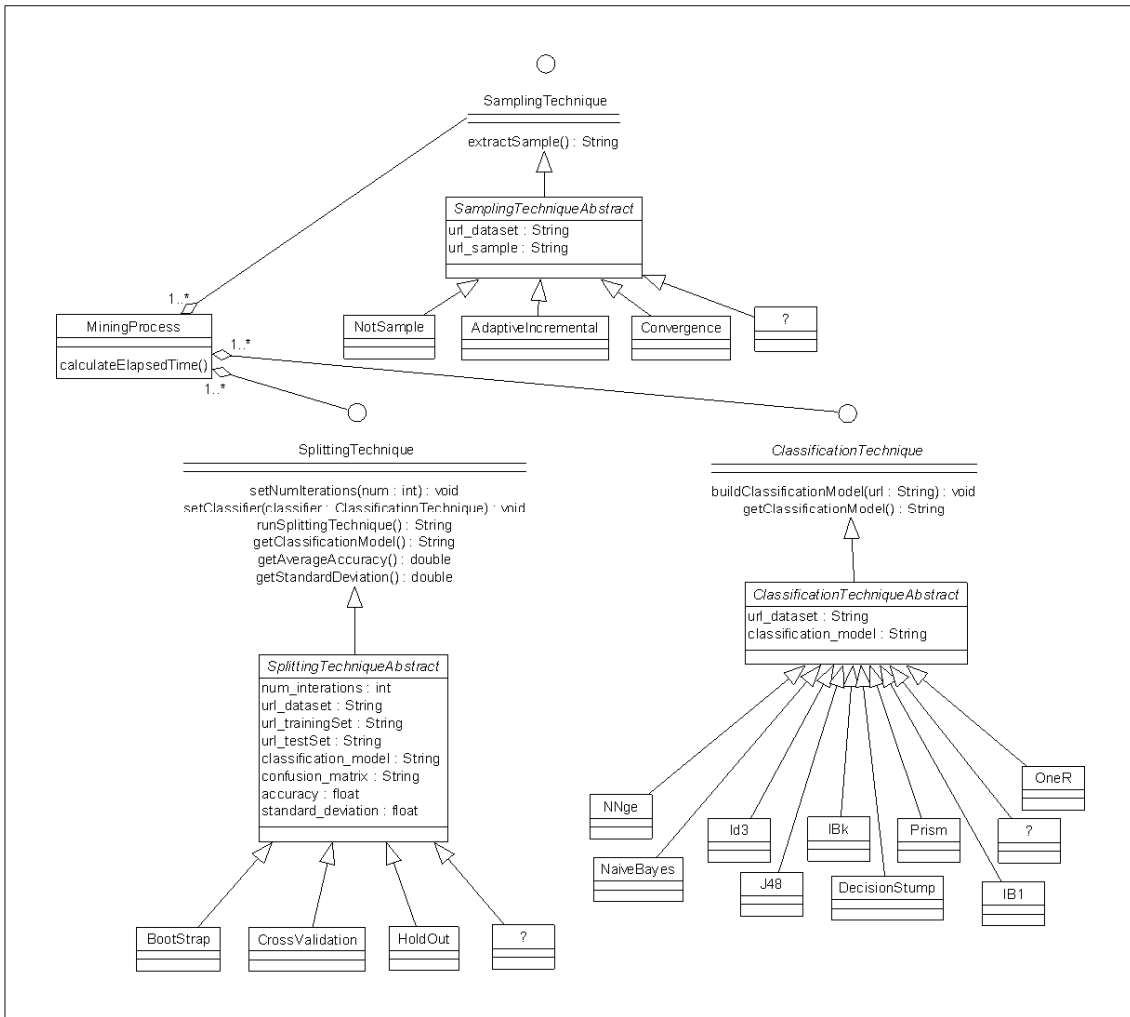 SamplingTechnique
extractSample() : String
SamplingTechniqueAbstract
url_dataset : String
url_sample : String
1..*
MiningProcess
calculateElapsedTime()
1..*
1..*
NotSample
AdaptiveIncremental
Convergence
?
SplittingTechnique
setNumIterations(num : int) : void
setClassifier(classifier : ClassificationTechnique) : void
runSplittingTechnique() : String
getClassificationModel() : String
getAverageAccuracy() : double
getStandardDeviation() : double
ClassificationTechnique
buildClassificationModel(url : String) : void
getClassificationModel() : String
SplittingTechniqueAbstract
num_interations : int
url_dataset : String
url_trainingSet : String
url_testSet : String
classification_model : String
confusion_matrix : String
accuracy : float
standard_deviation : float
ClassificationTechniqueAbstract
url_dataset : String
classification_model : String
BootStrap
CrossValidation
HoldOut
?
NNge
NaiveBayes
Id3
J48
IBk
DecisionStump
Prism
IB1
?
OneR